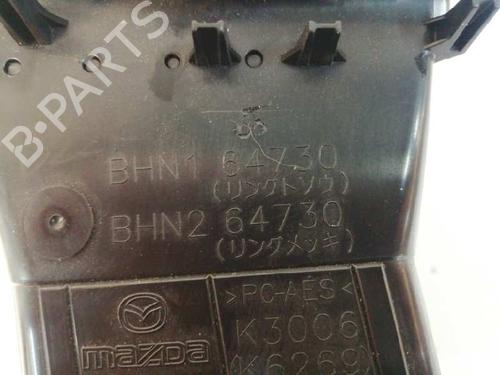 B-PARTS
BHN1 64730
(リングトソウ)
BHN2 64730
(リングメッキ)
>PC-AES<
K3006
mazDa
(K6269)